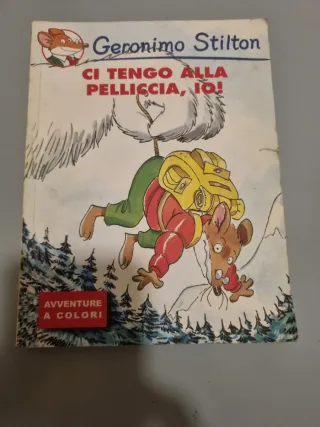 Geronimo Stilton
CI TENGO ALLA
PELLICCIA, IO!
AVVENTURE
A COLORI